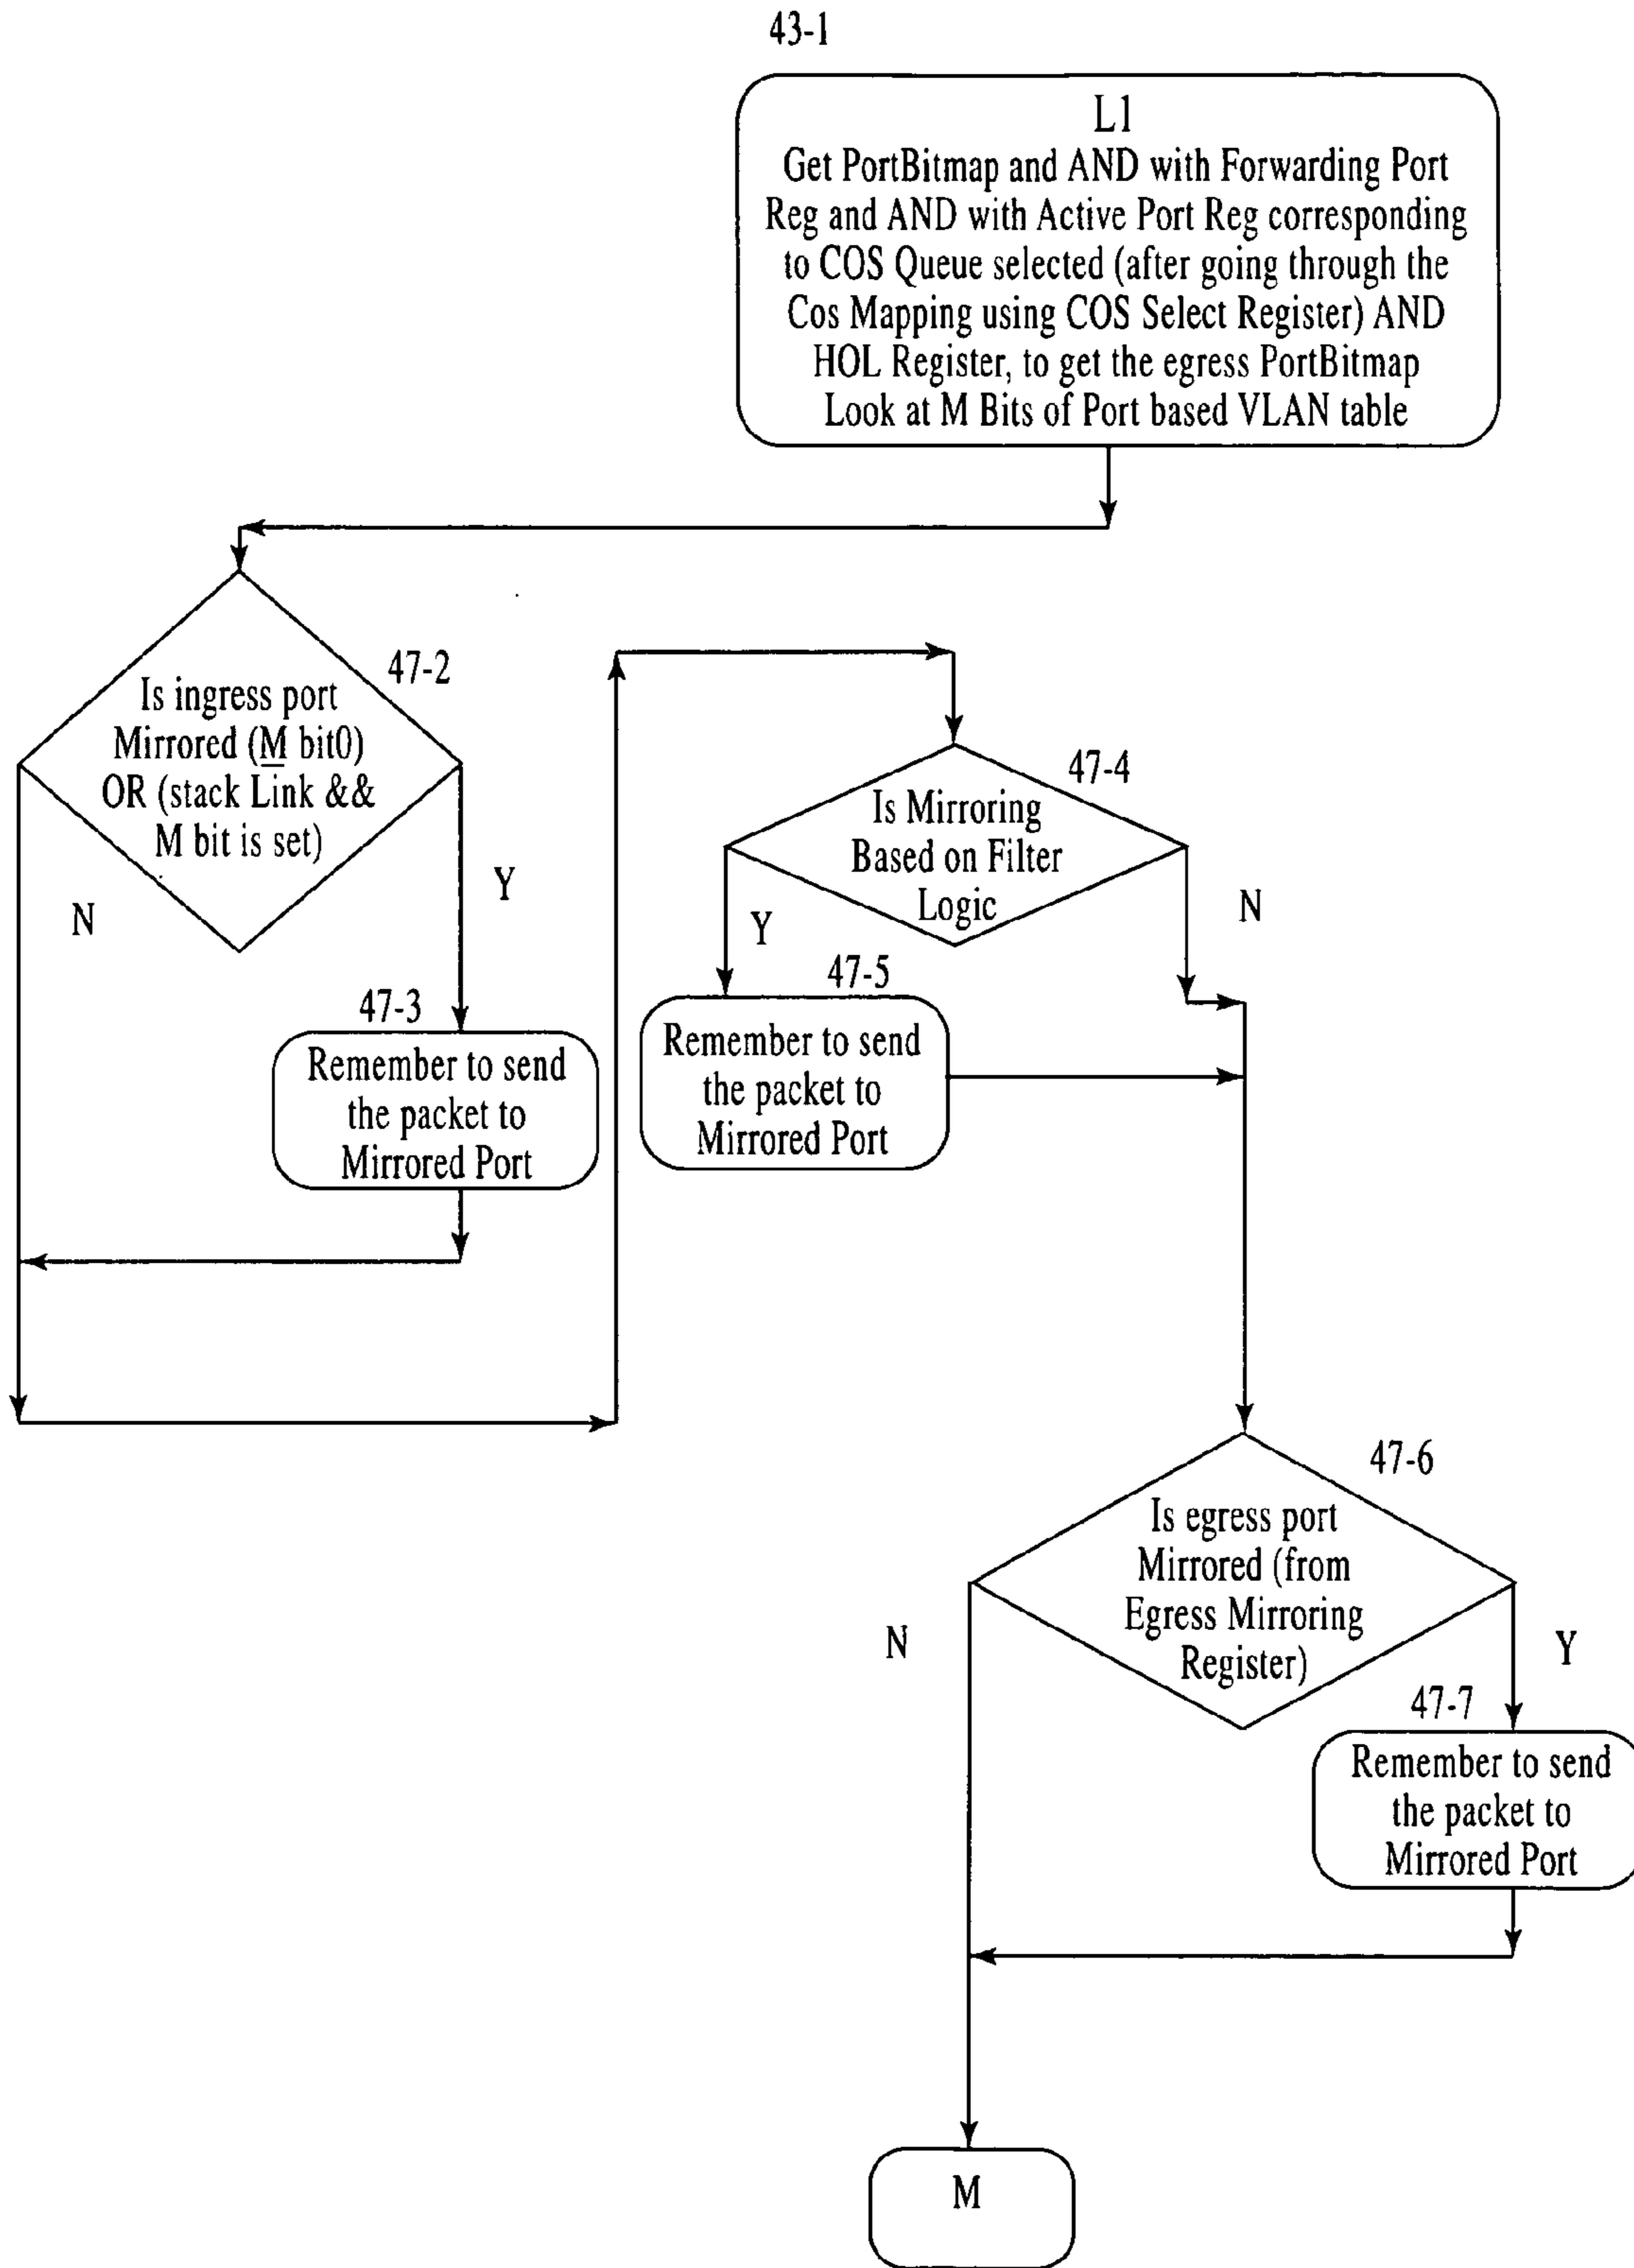 43-1
L1
Get PortBitmap and AND with Forwarding Port
Reg and AND with Active Port Reg corresponding
to COS Queue selected (after going through the
Cos Mapping using COS Select Register) AND
HOL Register, to get the egress PortBitmap
Look at M Bits of Port based VLAN table
47-2
Is ingress port
Mirrored (M bit0)
OR (stack Link &&
M bit is set)
N
Y
47-3
Remember to send
the packet to
Mirrored Port
47-4
Is Mirroring
Based on Filter
Logic
Y
N
47-5
Remember to send
the packet to
Mirrored Port
47-6
Is egress port
Mirrored (from
Egress Mirroring
Register)
N
Y
47-7
Remember to send
the packet to
Mirrored Port
M